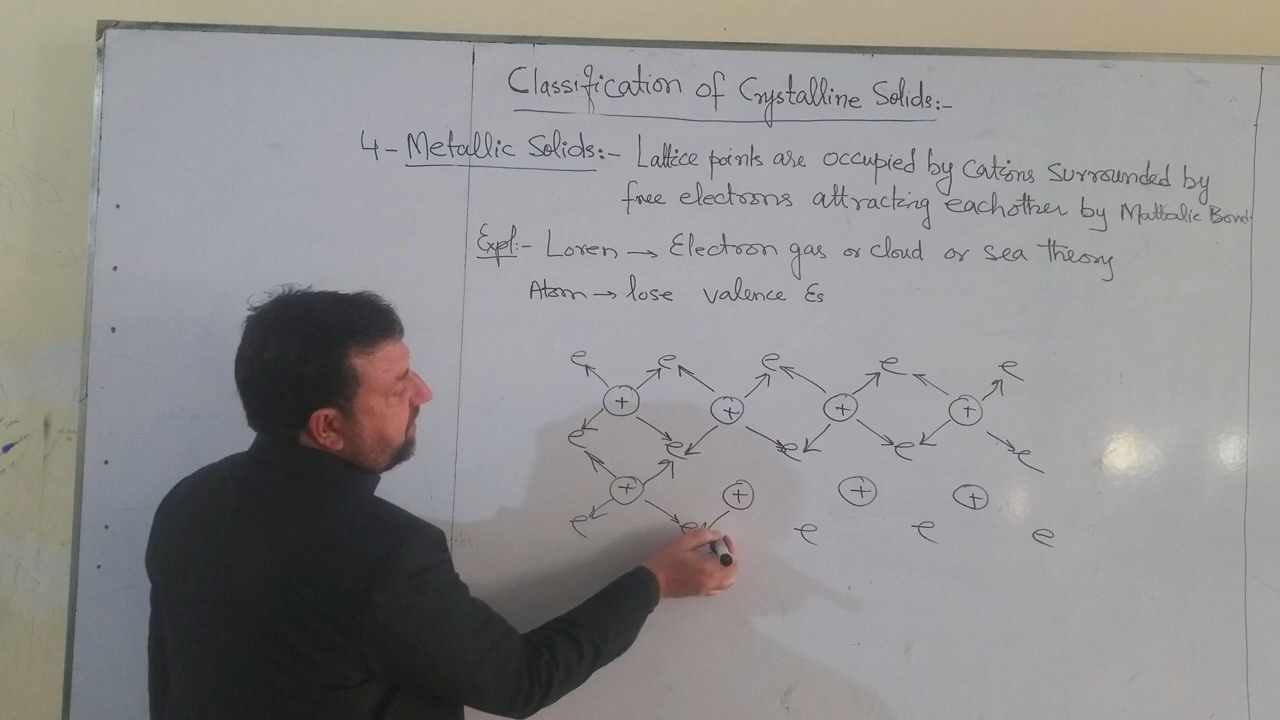 Classification of Crystalline Solids:-
4- Metallic Solids:- Lattice points are occupied by Cations surrounded by
free electrons attracting eachother by Mattalic Bond
Expl:- Loren → Electron gas or cloud or sea theory
Atom → lose valence Es
e e e e e
+ + + +
e e e e e
+ + + +
e e e e e